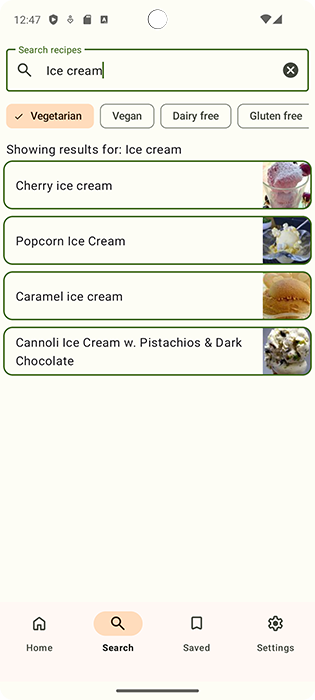 12:47
Search recipes
Ice cream
Vegetarian
Vegan
Dairy free
Gluten free
Showing results for: Ice cream
Cherry ice cream
Popcorn Ice Cream
Caramel ice cream
Cannoli Ice Cream w. Pistachios & Dark
Chocolate
Home
Search
Saved
Settings